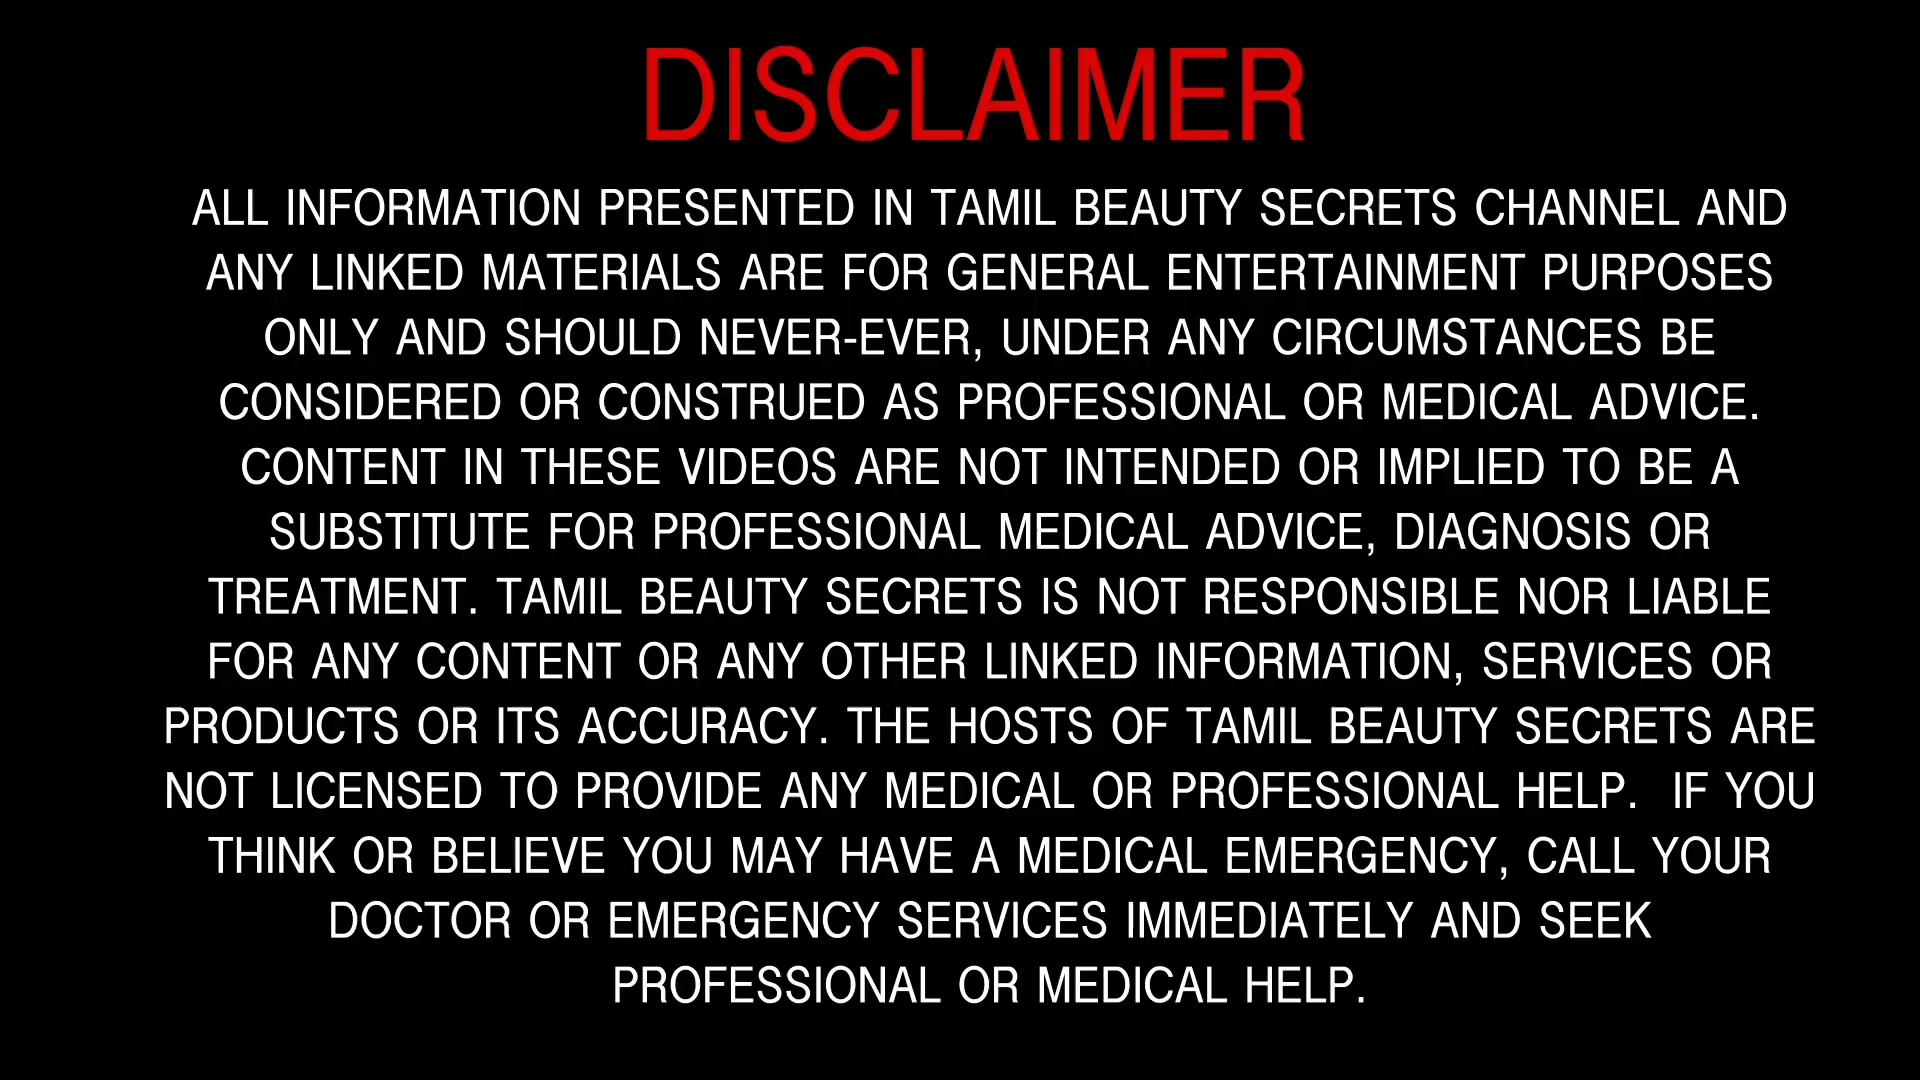 DISCLAIMER
ALL INFORMATION PRESENTED IN TAMIL BEAUTY SECRETS CHANNEL AND
ANY LINKED MATERIALS ARE FOR GENERAL ENTERTAINMENT PURPOSES
ONLY AND SHOULD NEVER-EVER, UNDER ANY CIRCUMSTANCES BE
CONSIDERED OR CONSTRUED AS PROFESSIONAL OR MEDICAL ADVICE.
CONTENT IN THESE VIDEOS ARE NOT INTENDED OR IMPLIED TO BE A
SUBSTITUTE FOR PROFESSIONAL MEDICAL ADVICE, DIAGNOSIS OR
TREATMENT. TAMIL BEAUTY SECRETS IS NOT RESPONSIBLE NOR LIABLE
FOR ANY CONTENT OR ANY OTHER LINKED INFORMATION, SERVICES OR
PRODUCTS OR ITS ACCURACY. THE HOSTS OF TAMIL BEAUTY SECRETS ARE
NOT LICENSED TO PROVIDE ANY MEDICAL OR PROFESSIONAL HELP.  IF YOU
THINK OR BELIEVE YOU MAY HAVE A MEDICAL EMERGENCY, CALL YOUR
DOCTOR OR EMERGENCY SERVICES IMMEDIATELY AND SEEK
PROFESSIONAL OR MEDICAL HELP.